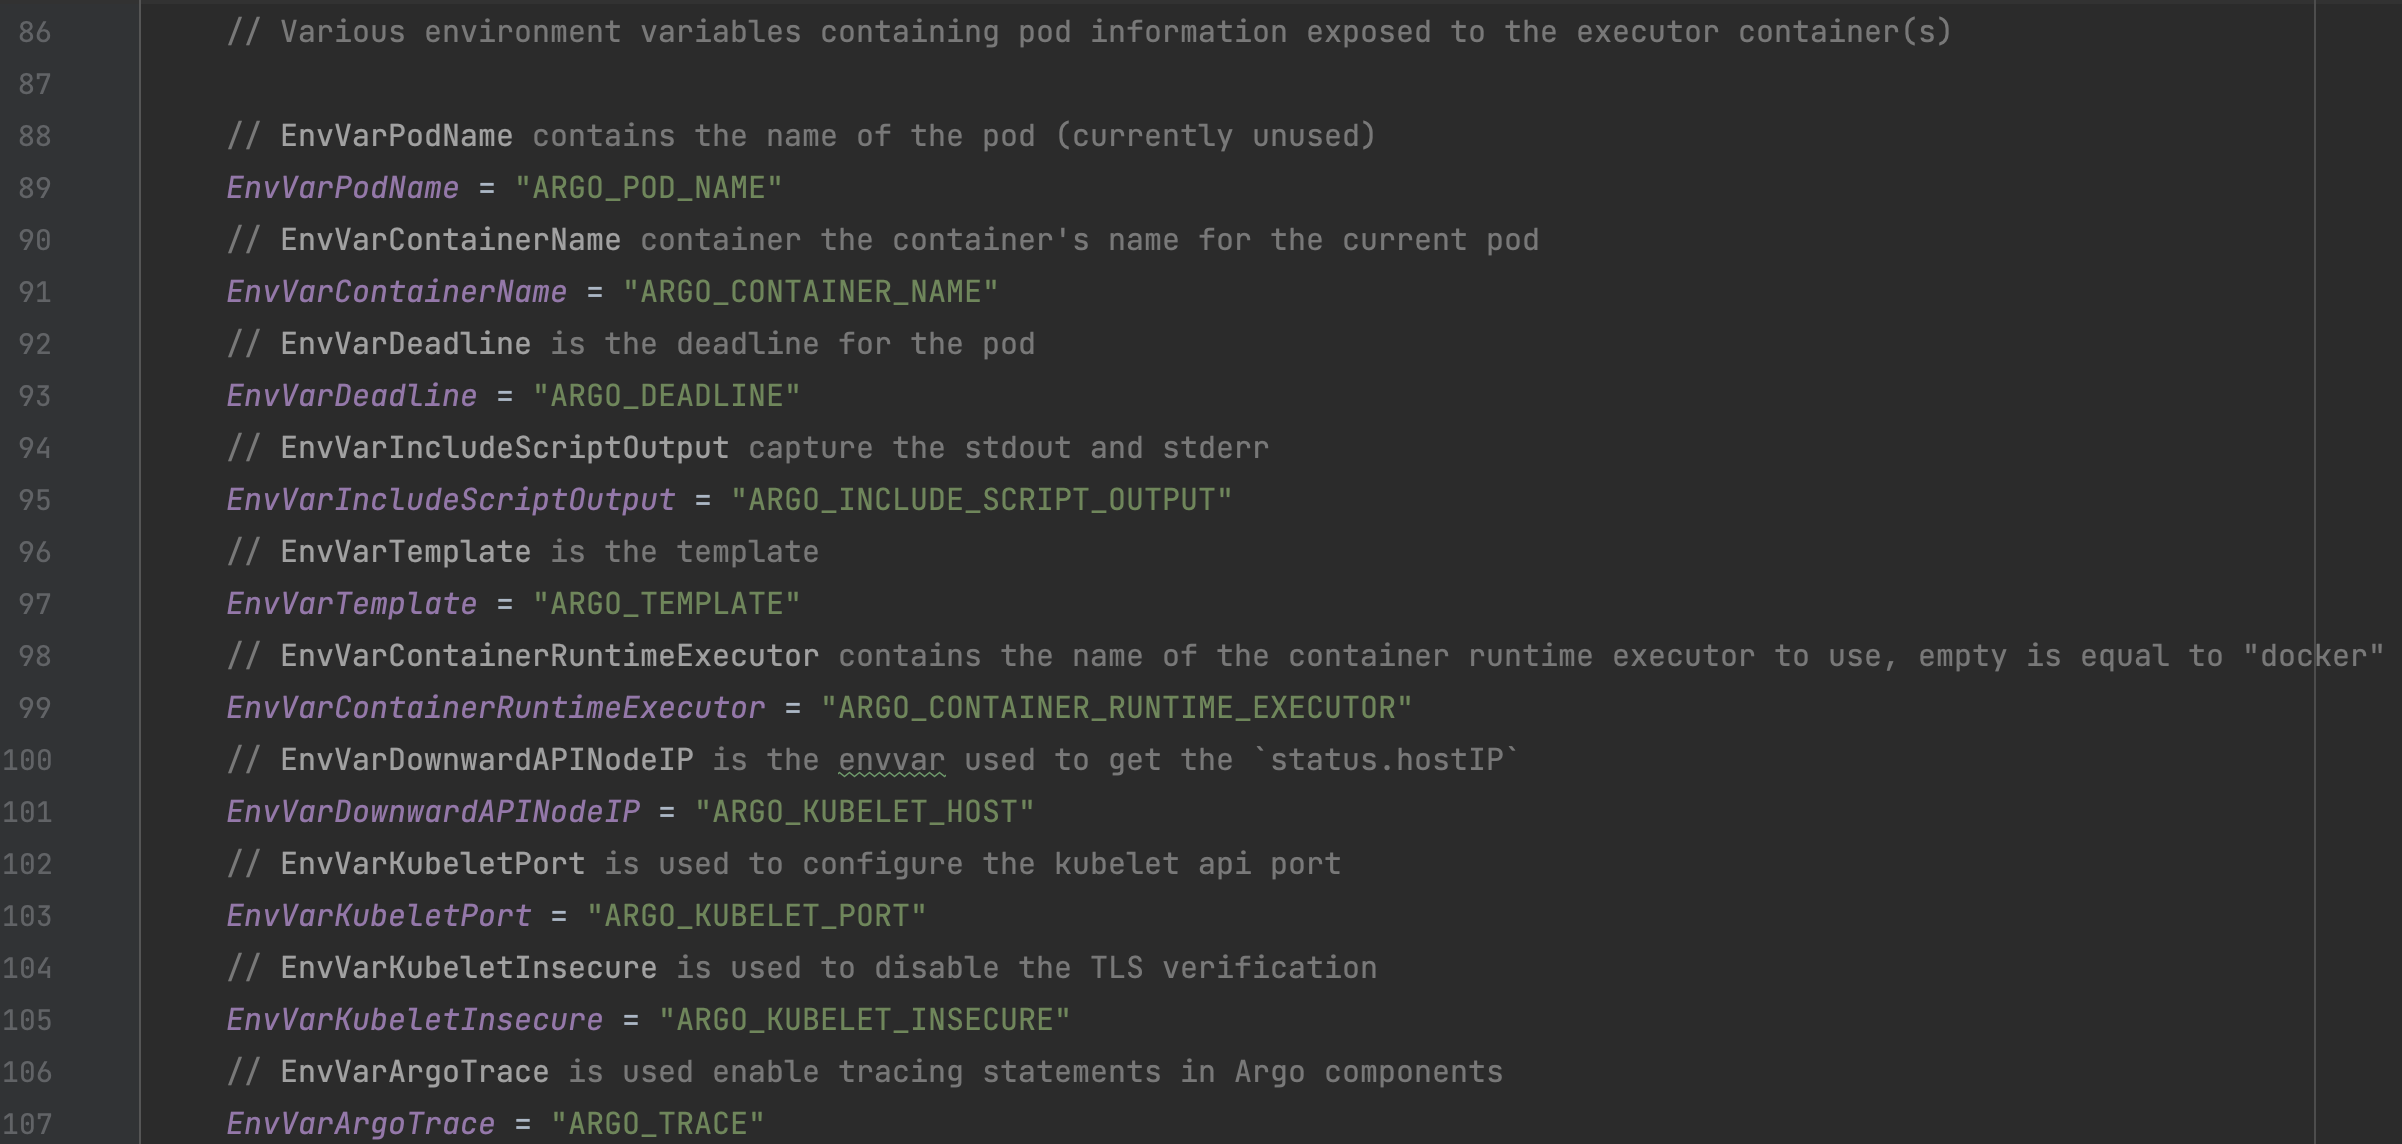 86 // Various environment variables containing pod information exposed to the executor container(s)
87
88 // EnvVarPodName contains the name of the pod (currently unused)
89 EnvVarPodName = "ARGO_POD_NAME"
90 // EnvVarContainerName container the container's name for the current pod
91 EnvVarContainerName = "ARGO_CONTAINER_NAME"
92 // EnvVarDeadline is the deadline for the pod
93 EnvVarDeadline = "ARGO_DEADLINE"
94 // EnvVarIncludeScriptOutput capture the stdout and stderr
95 EnvVarIncludeScriptOutput = "ARGO_INCLUDE_SCRIPT_OUTPUT"
96 // EnvVarTemplate is the template
97 EnvVarTemplate = "ARGO_TEMPLATE"
98 // EnvVarContainerRuntimeExecutor contains the name of the container runtime executor to use, empty is equal to "docker"
99 EnvVarContainerRuntimeExecutor = "ARGO_CONTAINER_RUNTIME_EXECUTOR"
100 // EnvVarDownwardAPINodeIP is the envvar used to get the `status.hostIP`
101 EnvVarDownwardAPINodeIP = "ARGO_KUBELET_HOST"
102 // EnvVarKubeletPort is used to configure the kubelet api port
103 EnvVarKubeletPort = "ARGO_KUBELET_PORT"
104 // EnvVarKubeletInsecure is used to disable the TLS verification
105 EnvVarKubeletInsecure = "ARGO_KUBELET_INSECURE"
106 // EnvVarArgoTrace is used enable tracing statements in Argo components
107 EnvVarArgoTrace = "ARGO_TRACE"